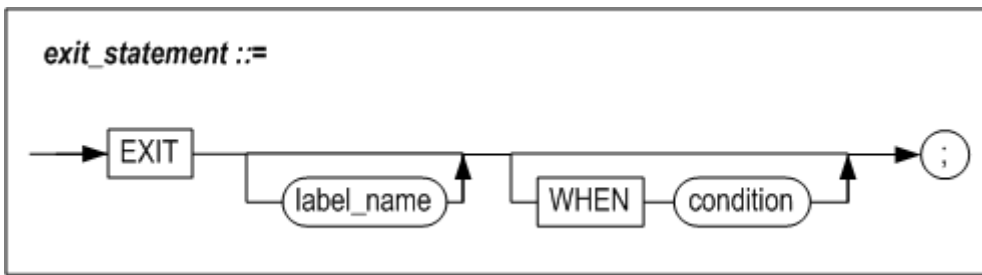 exit_statement ::=
EXIT
label_name
WHEN
condition
;